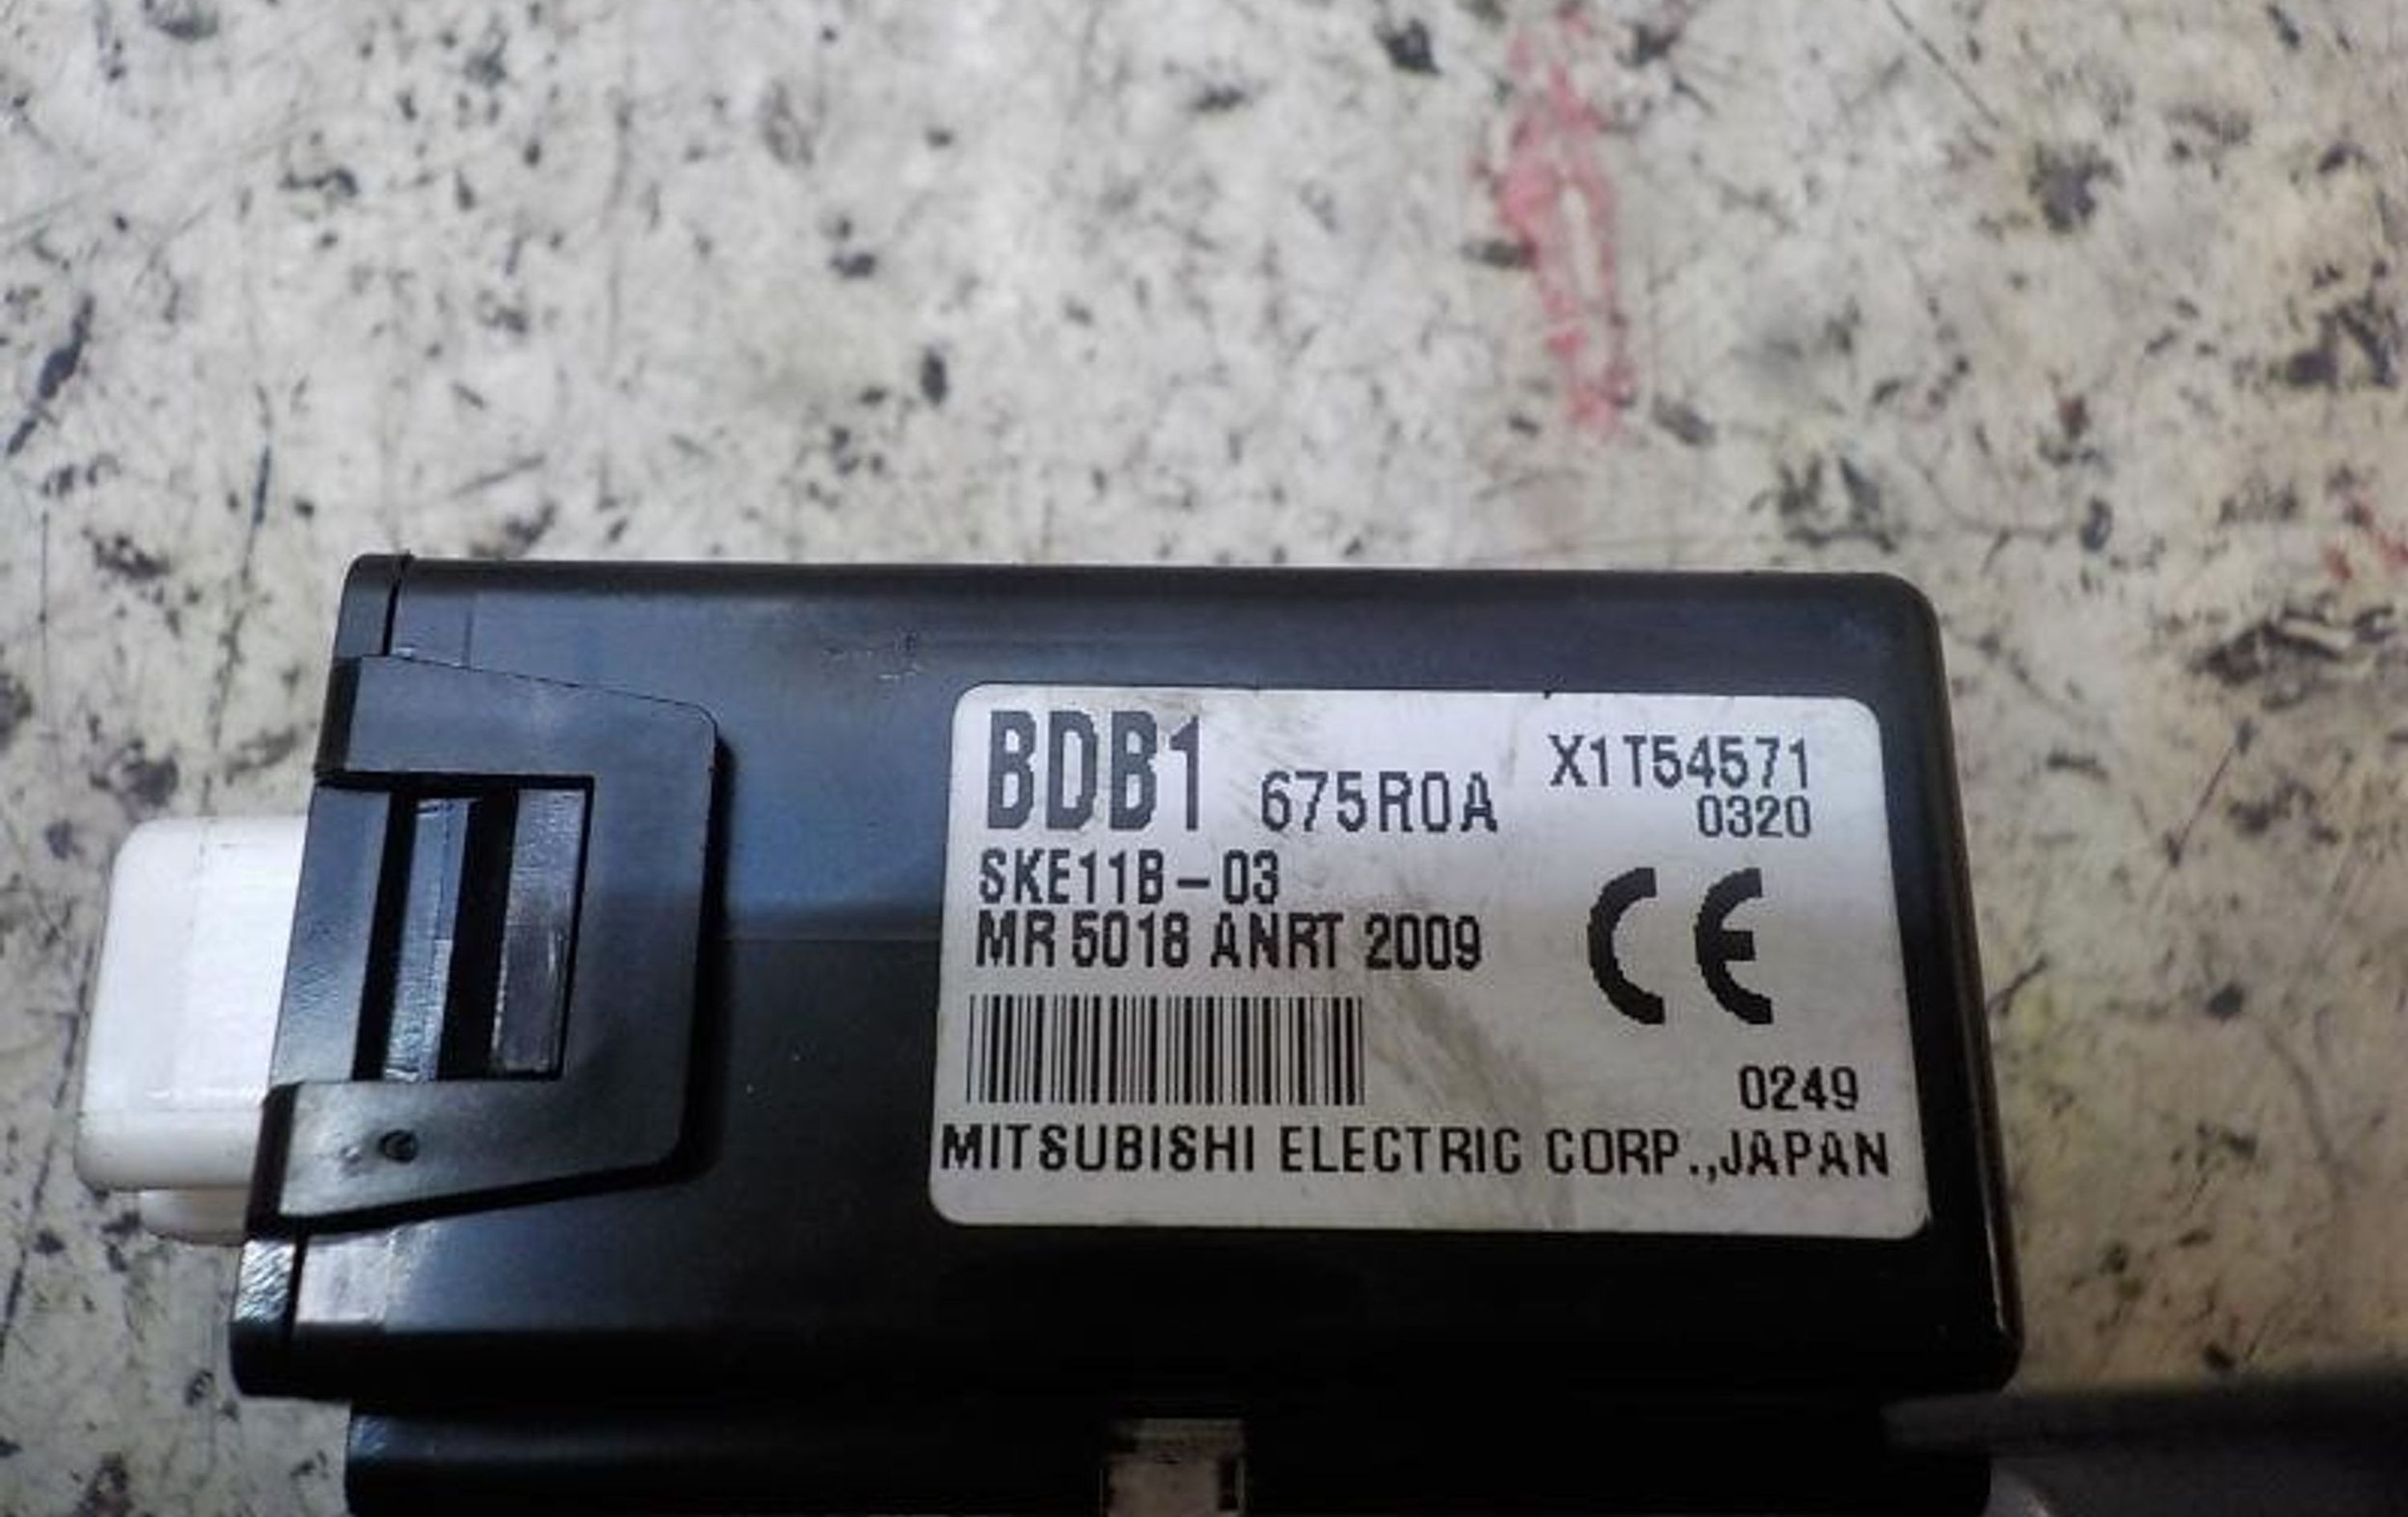 BDB1 675R0A X1T54571
0320
SKE11B-03
MR 5018 ANRT 2009
CE
0249
MITSUBISHI ELECTRIC CORP.,JAPAN